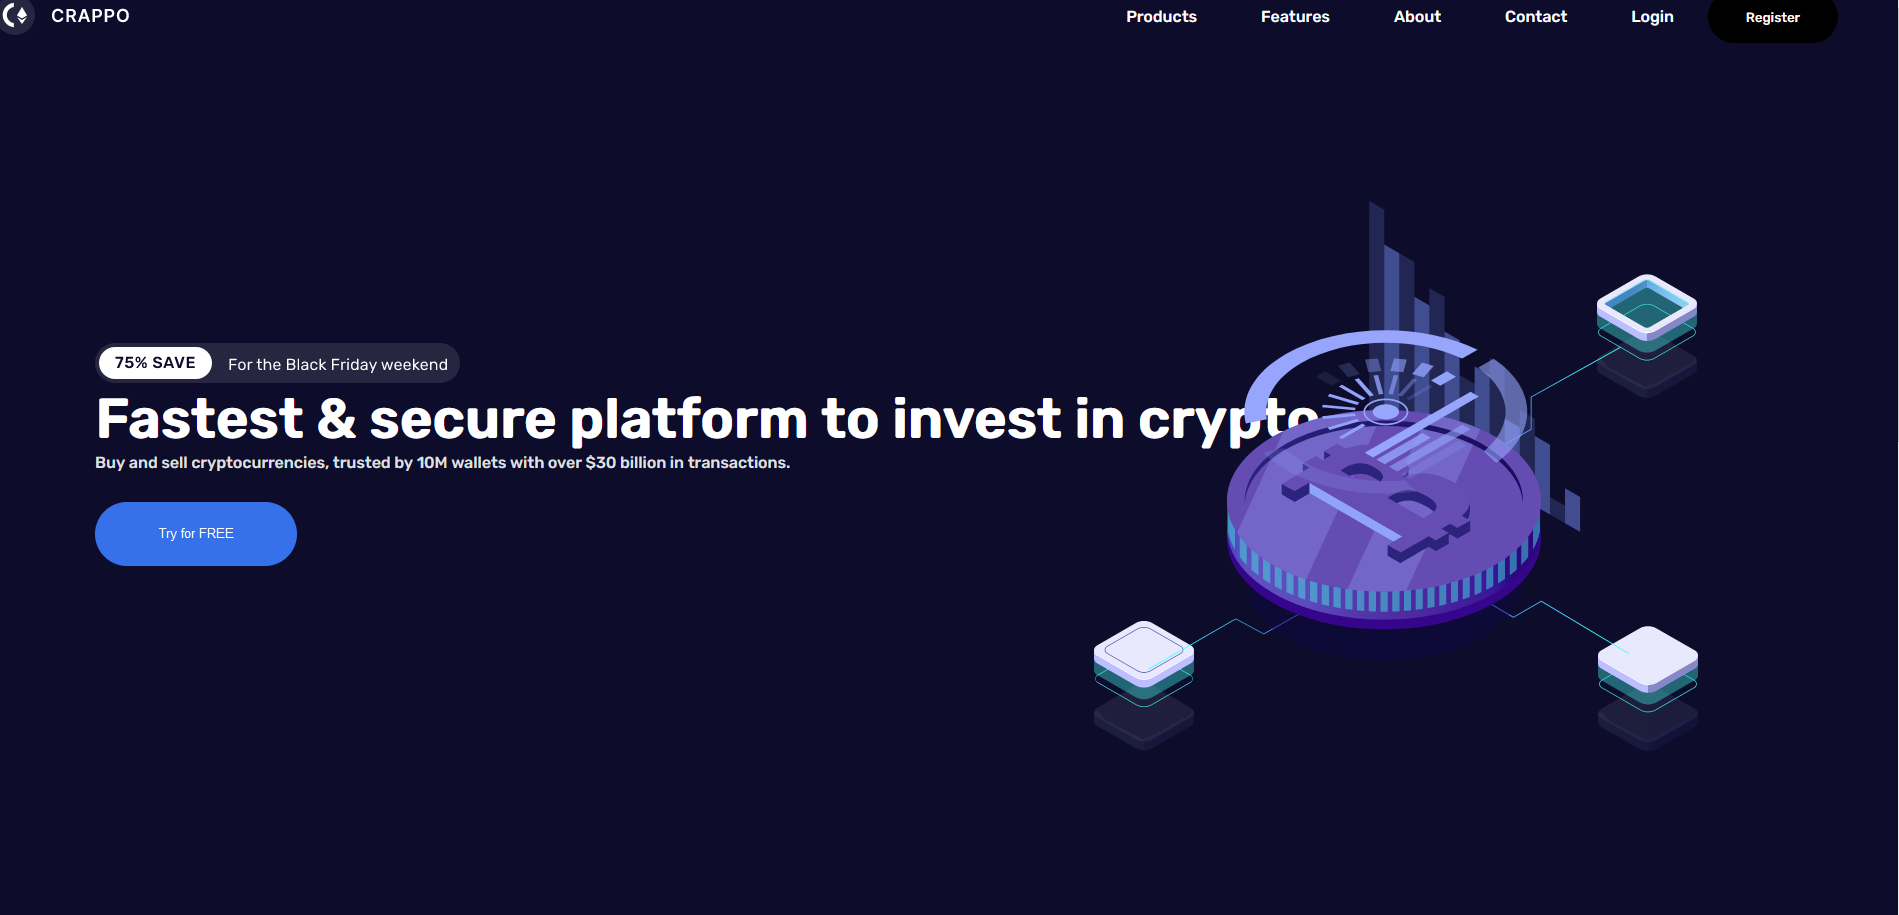 CRAPPO
Products Features About Contact Login Register
75% SAVE For the Black Friday weekend
Fastest & secure platform to invest in crypto
Buy and sell cryptocurrencies, trusted by 10M wallets with over $30 billion in transactions.
Try for FREE